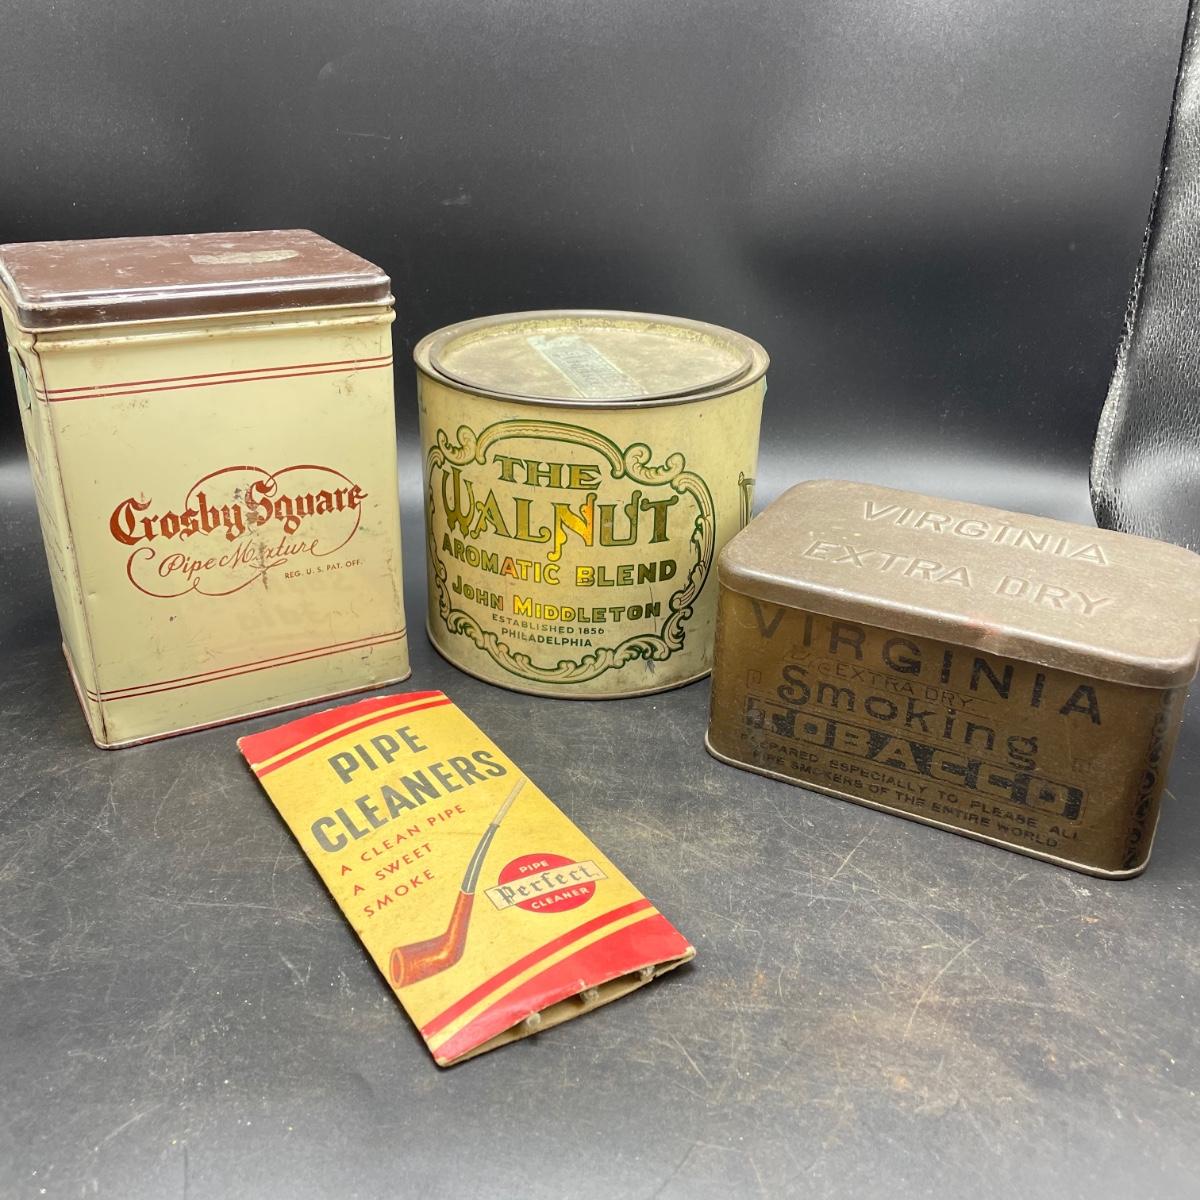 Crosby Square
Pipe Mixture
REG. U. S. PAT. OFF.
THE
WALNUT
AROMATIC BLEND
JOHN MIDDLETON
ESTABLISHED 1856
PHILADELPHIA
VIRGINIA
EXTRA DRY
VIRGINIA
EXTRA DRY
Smoking
TOBACCO
PREPARED ESPECIALLY TO PLEASE ALL
PIPE SMOKERS OF THE ENTIRE WORLD
PIPE
CLEANERS
A CLEAN PIPE
A SWEET
SMOKE
PIPE
Perfect
CLEANER